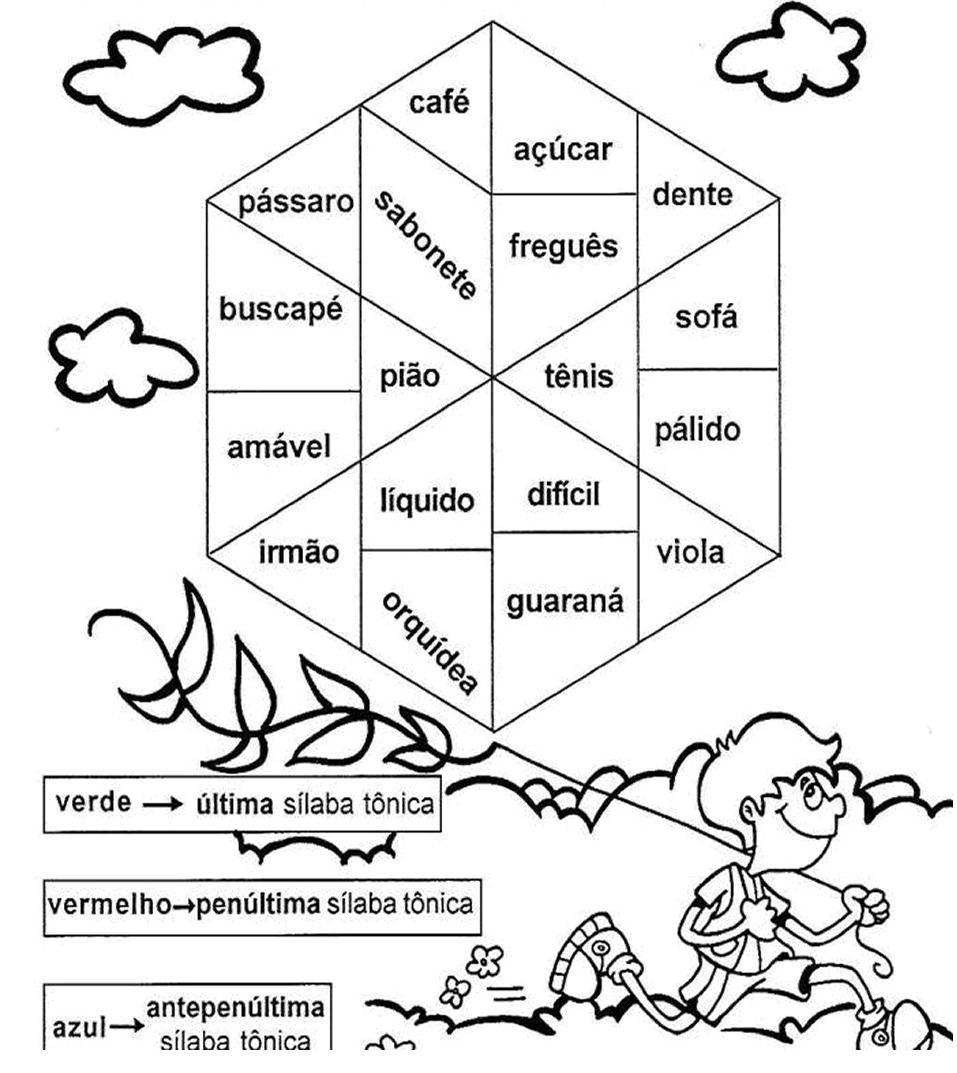 café
açúcar
pássaro
sabonete
dente
freguês
buscapé
sofá
pião
tênis
amável
pálido
líquido
difícil
irmão
viola
orquídea
guaraná
verde → última sílaba tônica
vermelho→penúltima sílaba tônica
azul→ antepenúltima
sílaba tônica